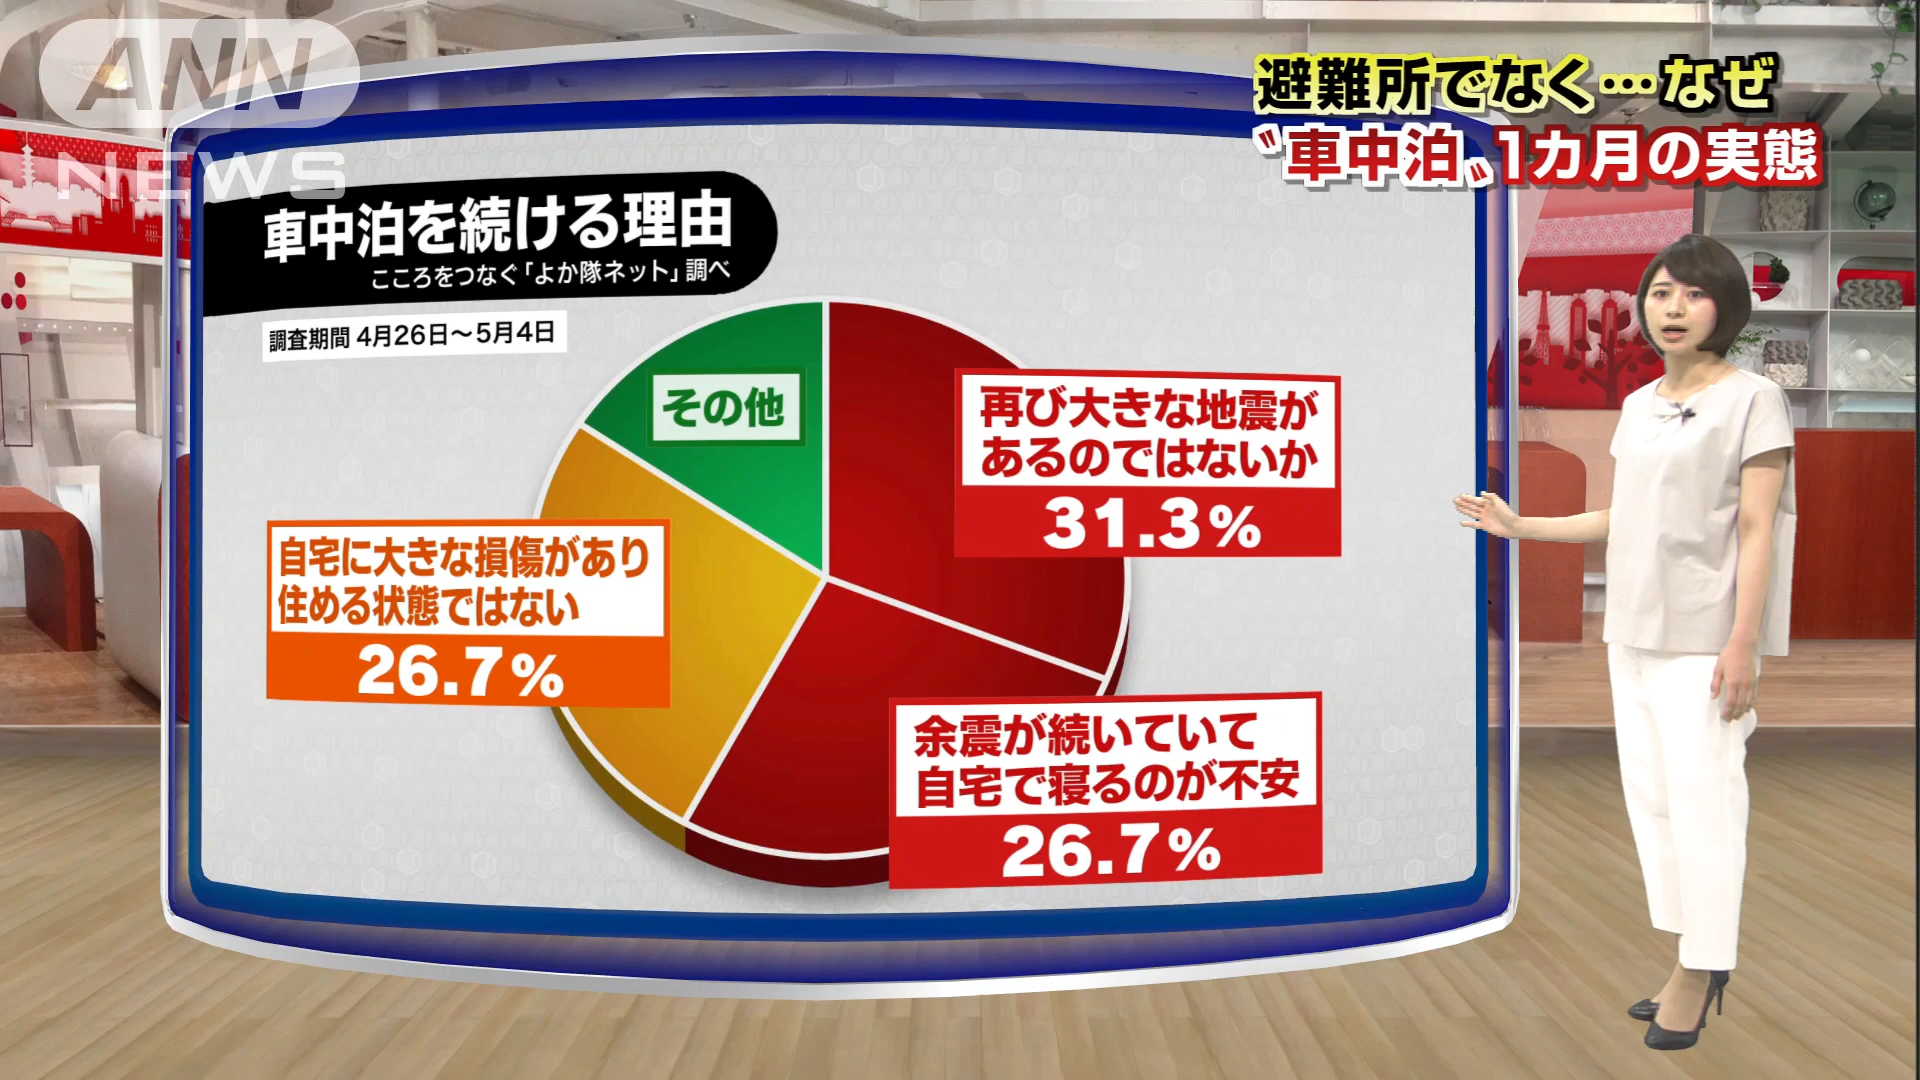 ANN
NEWS
避難所でなく…なぜ
〝車中泊〟1カ月の実態
車中泊を続ける理由
こころをつなぐ「よか隊ネット」調べ
調査期間 4月26日～5月4日
その他
再び大きな地震が
あるのではないか
31.3%
自宅に大きな損傷があり
住める状態ではない
26.7%
余震が続いていて
自宅で寝るのが不安
26.7%